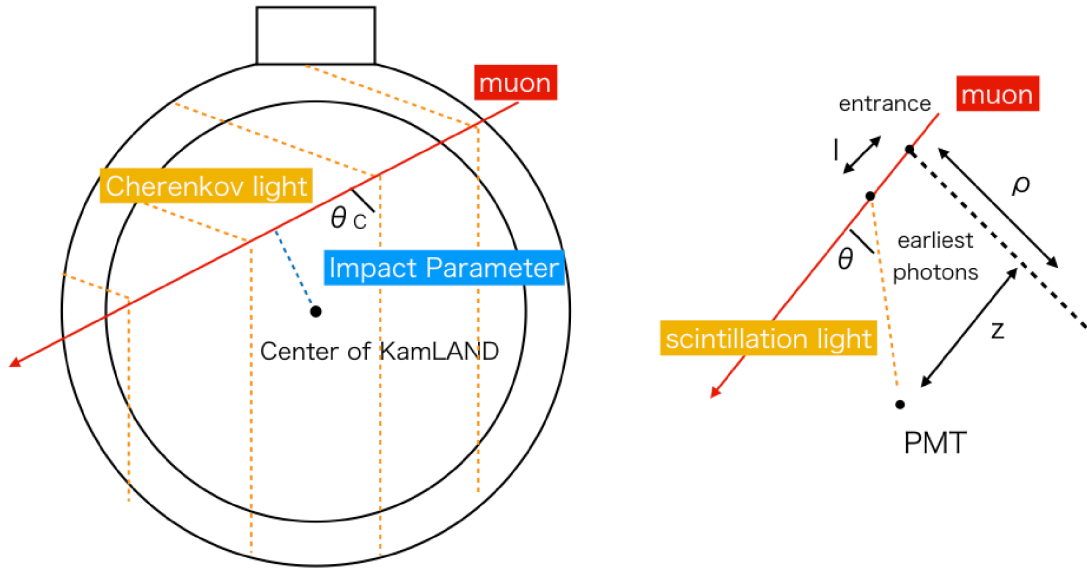 muon
Cherenkov light
θ C
Impact Parameter
Center of KamLAND
entrance
muon
l
ρ
θ
earliest
photons
z
scintillation light
PMT